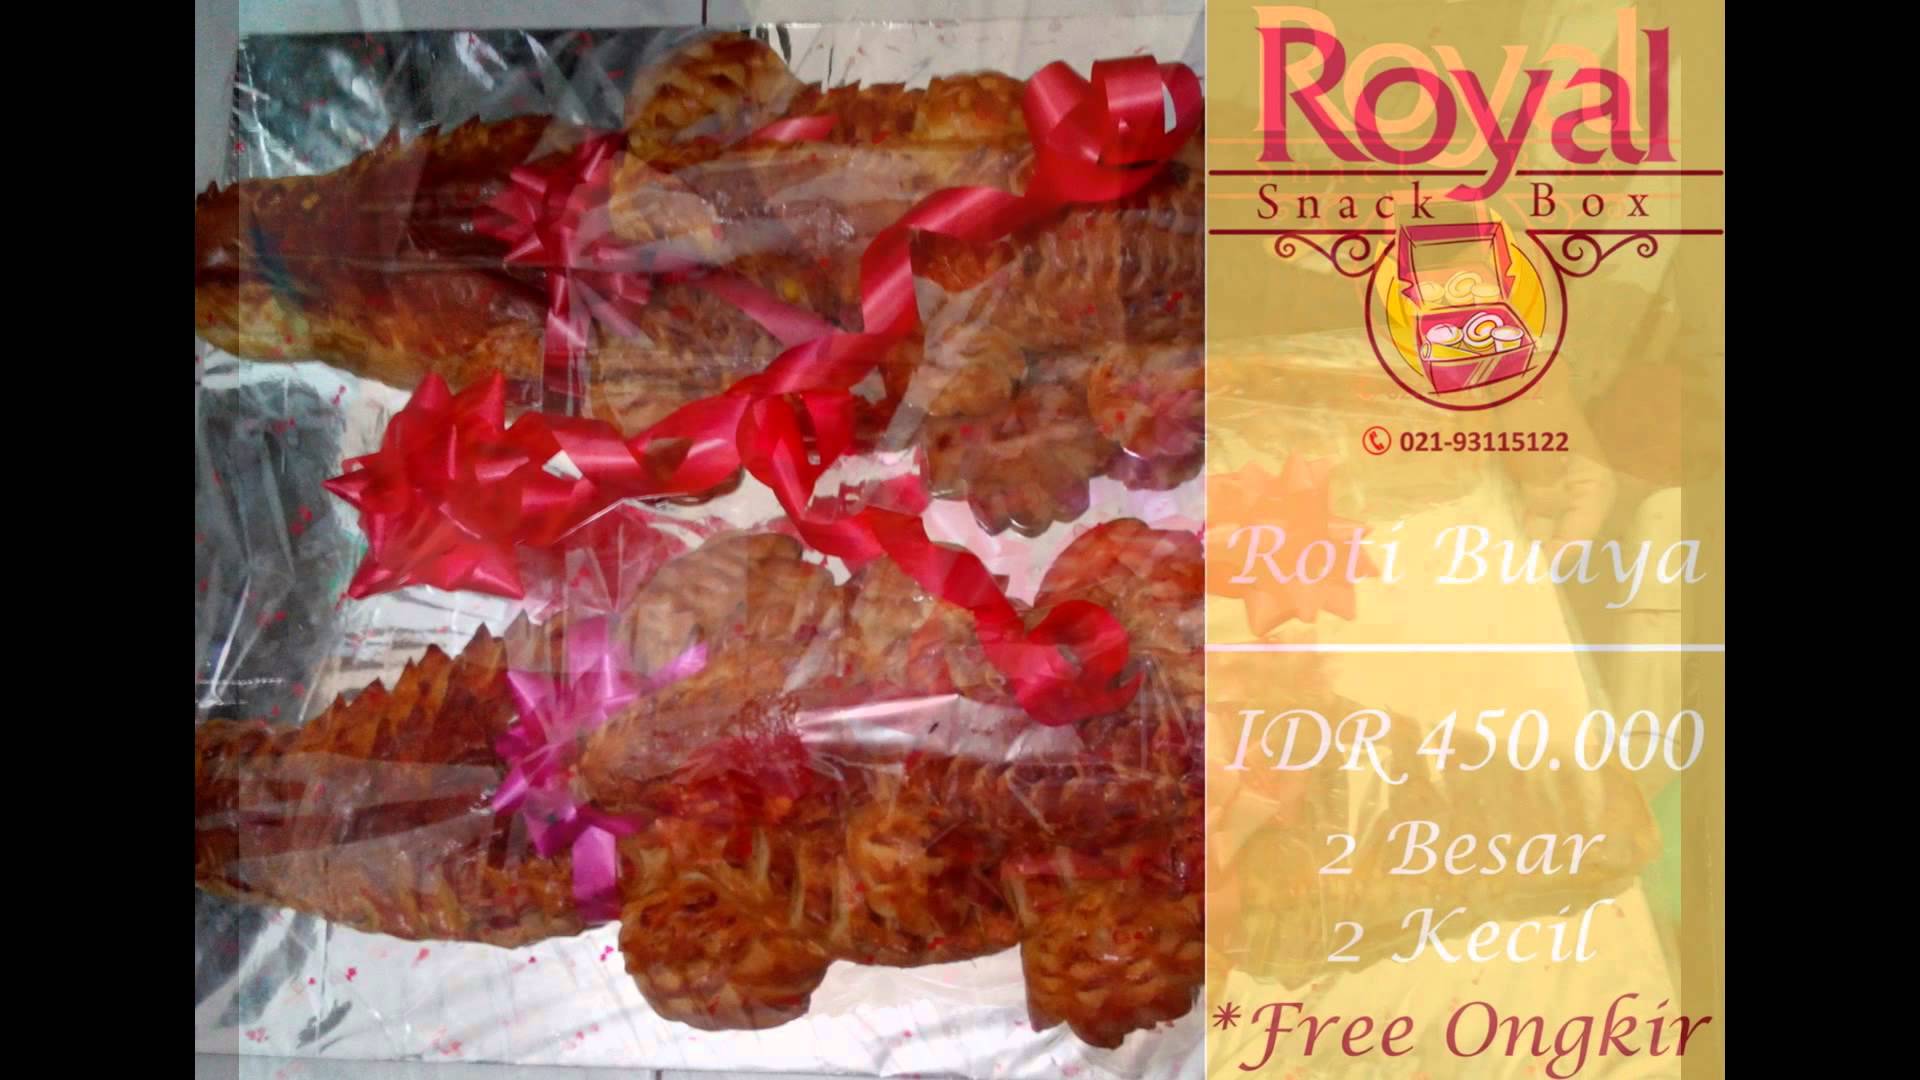 Royal
Snack Box
021-93115122
Roti Buaya
IDR 450.000
2 Besar
2 Kecil
*Free Ongkir